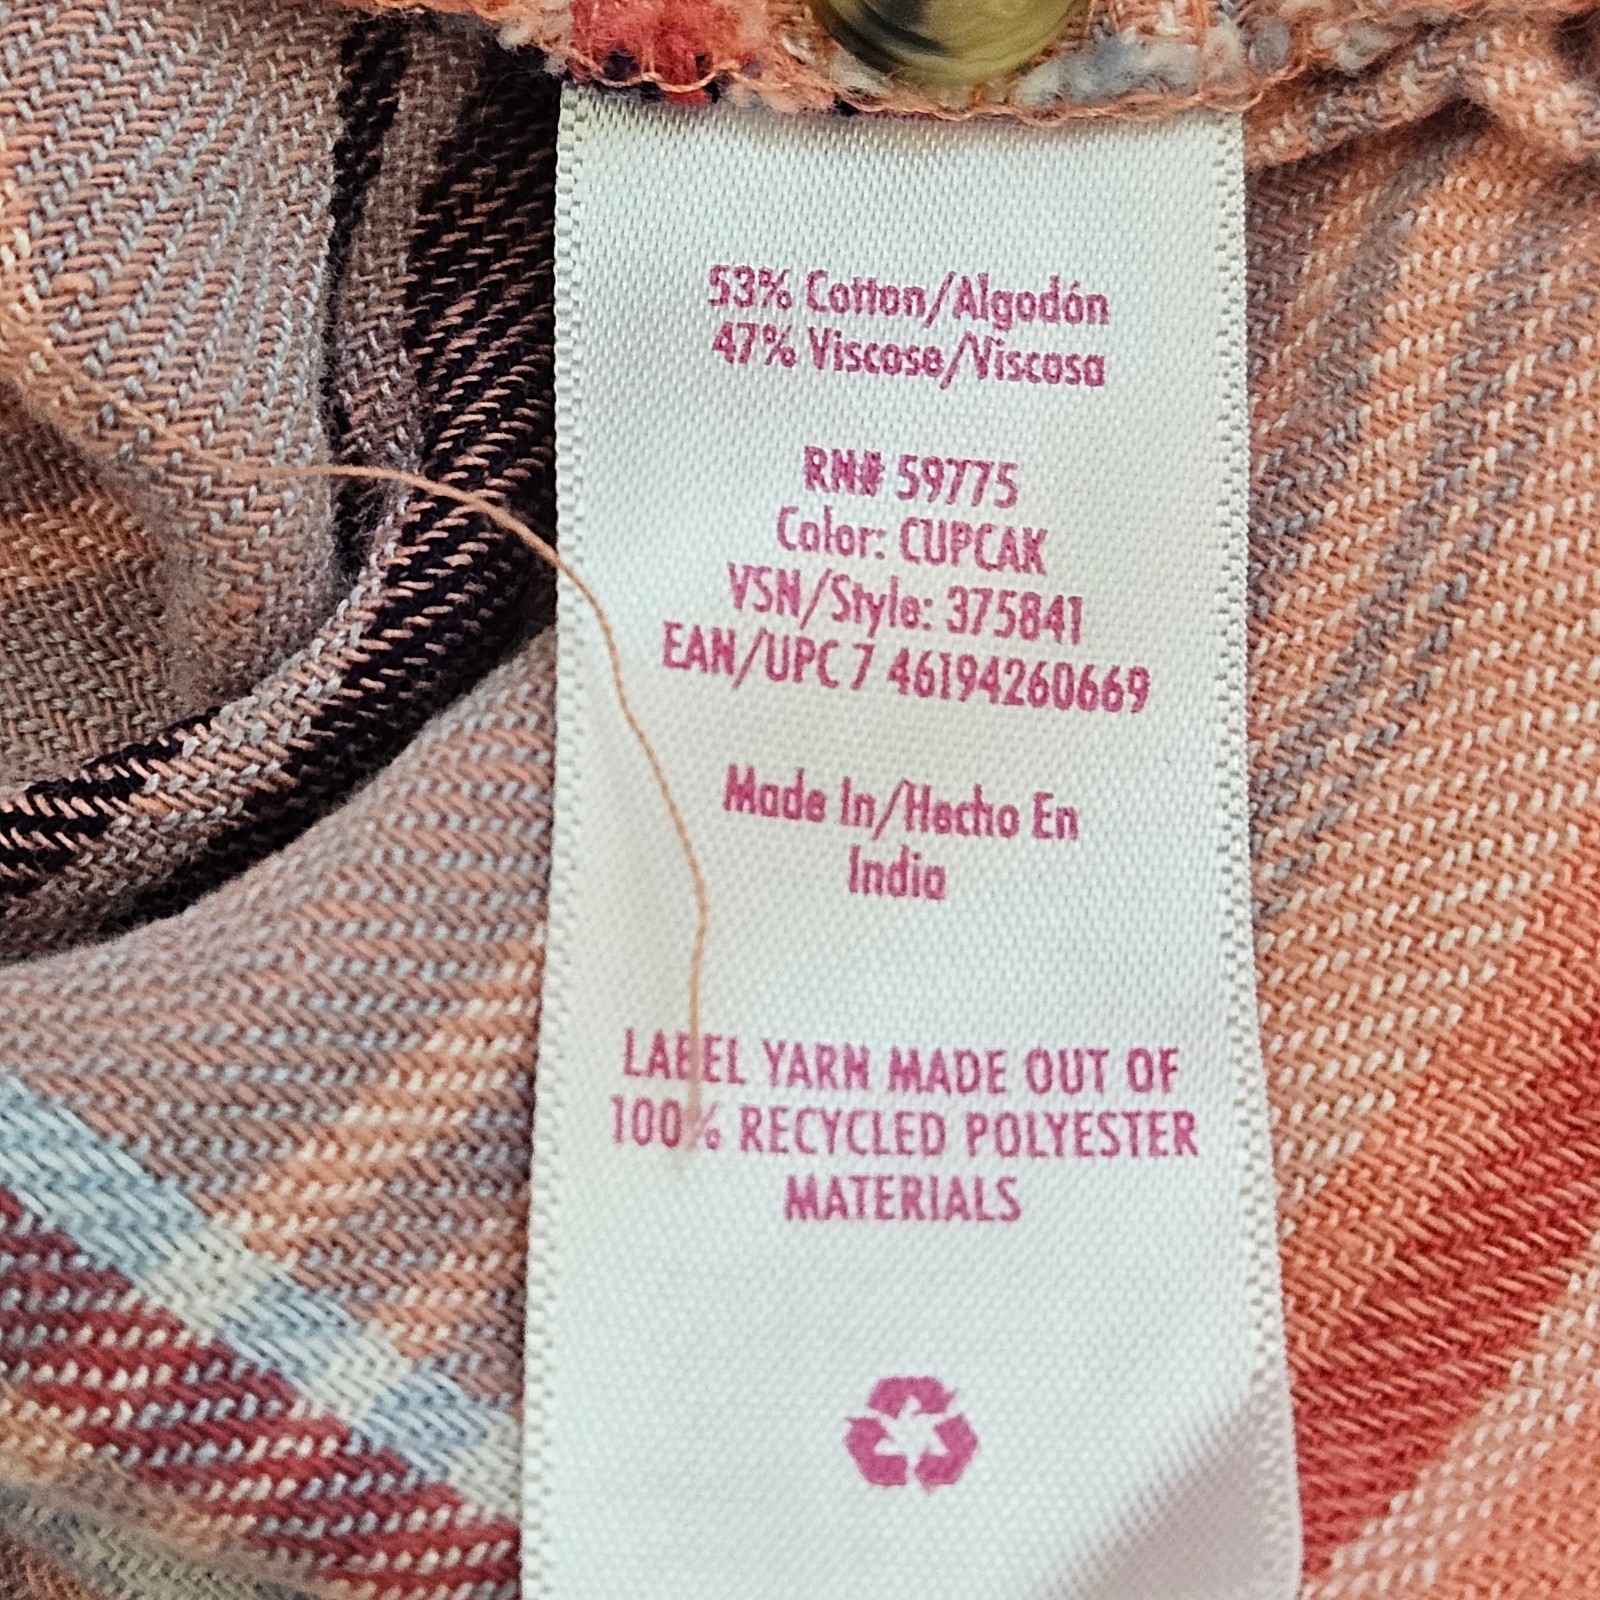 53% Cotton/Algodón
47% Viscose/Viscosa
RN# 59775
Color: CUPCAK
VSN/Style: 375841
EAN/UPC 7 46194260669
Made In/Hecho En
India
LABEL YARN MADE OUT OF
100% RECYCLED POLYESTER
MATERIALS